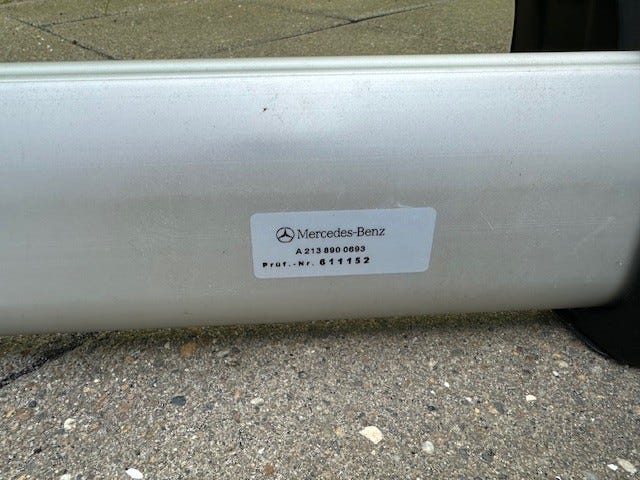 Mercedes-Benz
A 213 890 0693
Prüf.-Nr. 611152